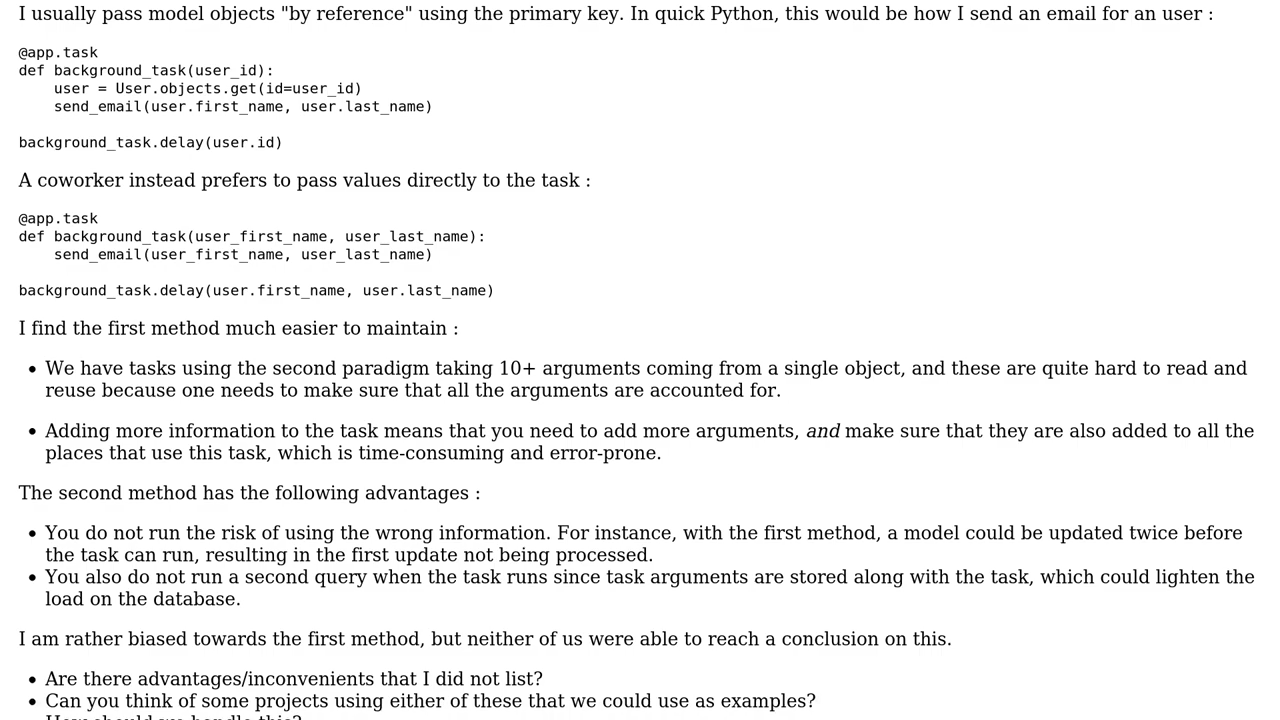 I usually pass model objects "by reference" using the primary key. In quick Python, this would be how I send an email for an user :
@app.task
def background_task(user_id):
    user = User.objects.get(id=user_id)
    send_email(user.first_name, user.last_name)
background_task.delay(user.id)
A coworker instead prefers to pass values directly to the task :
@app.task
def background_task(user_first_name, user_last_name):
    send_email(user_first_name, user_last_name)
background_task.delay(user.first_name, user.last_name)
I find the first method much easier to maintain :
• We have tasks using the second paradigm taking 10+ arguments coming from a single object, and these are quite hard to read and
reuse because one needs to make sure that all the arguments are accounted for.
• Adding more information to the task means that you need to add more arguments, and make sure that they are also added to all the
places that use this task, which is time-consuming and error-prone.
The second method has the following advantages :
• You do not run the risk of using the wrong information. For instance, with the first method, a model could be updated twice before
the task can run, resulting in the first update not being processed.
• You also do not run a second query when the task runs since task arguments are stored along with the task, which could lighten the
load on the database.
I am rather biased towards the first method, but neither of us were able to reach a conclusion on this.
• Are there advantages/inconvenients that I did not list?
• Can you think of some projects using either of these that we could use as examples?
• How should we handle this?